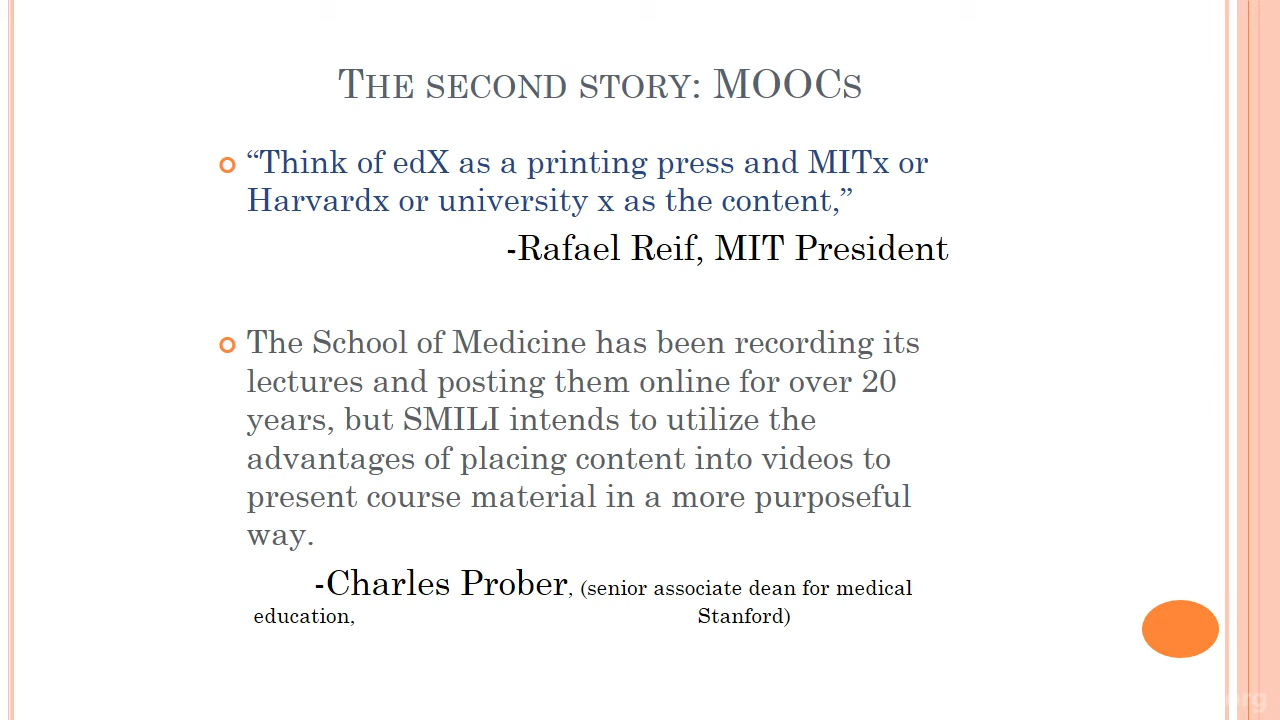 THE SECOND STORY: MOOCS
“Think of edX as a printing press and MITx or
Harvardx or university x as the content,”
-Rafael Reif, MIT President
The School of Medicine has been recording its
lectures and posting them online for over 20
years, but SMILI intends to utilize the
advantages of placing content into videos to
present course material in a more purposeful
way.
-Charles Prober, (senior associate dean for medical
education, Stanford)